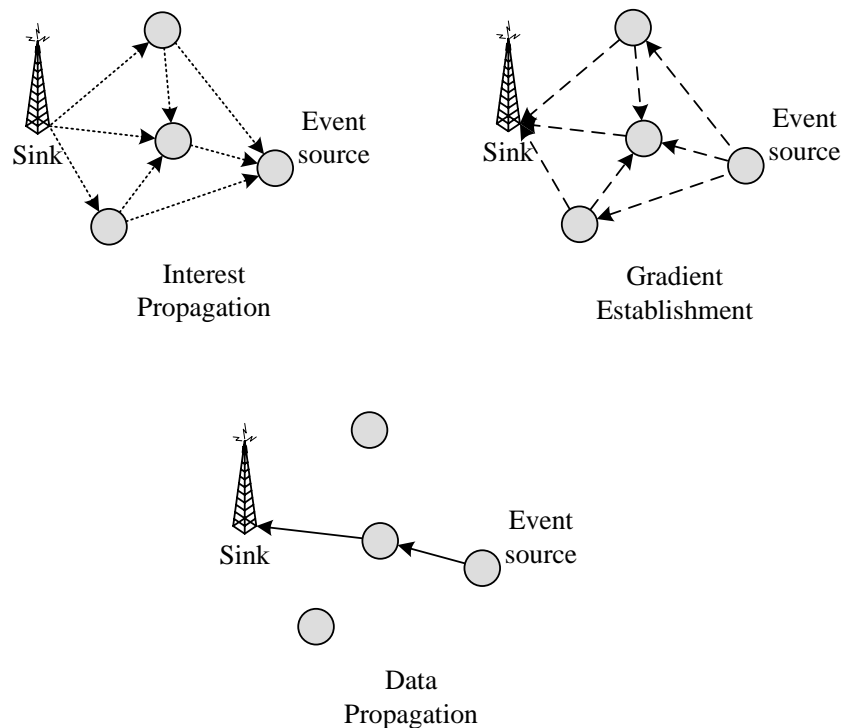 Event
source
Sink
Interest
Propagation
Event
source
Sink
Gradient
Establishment
Event
source
Sink
Data
Propagation